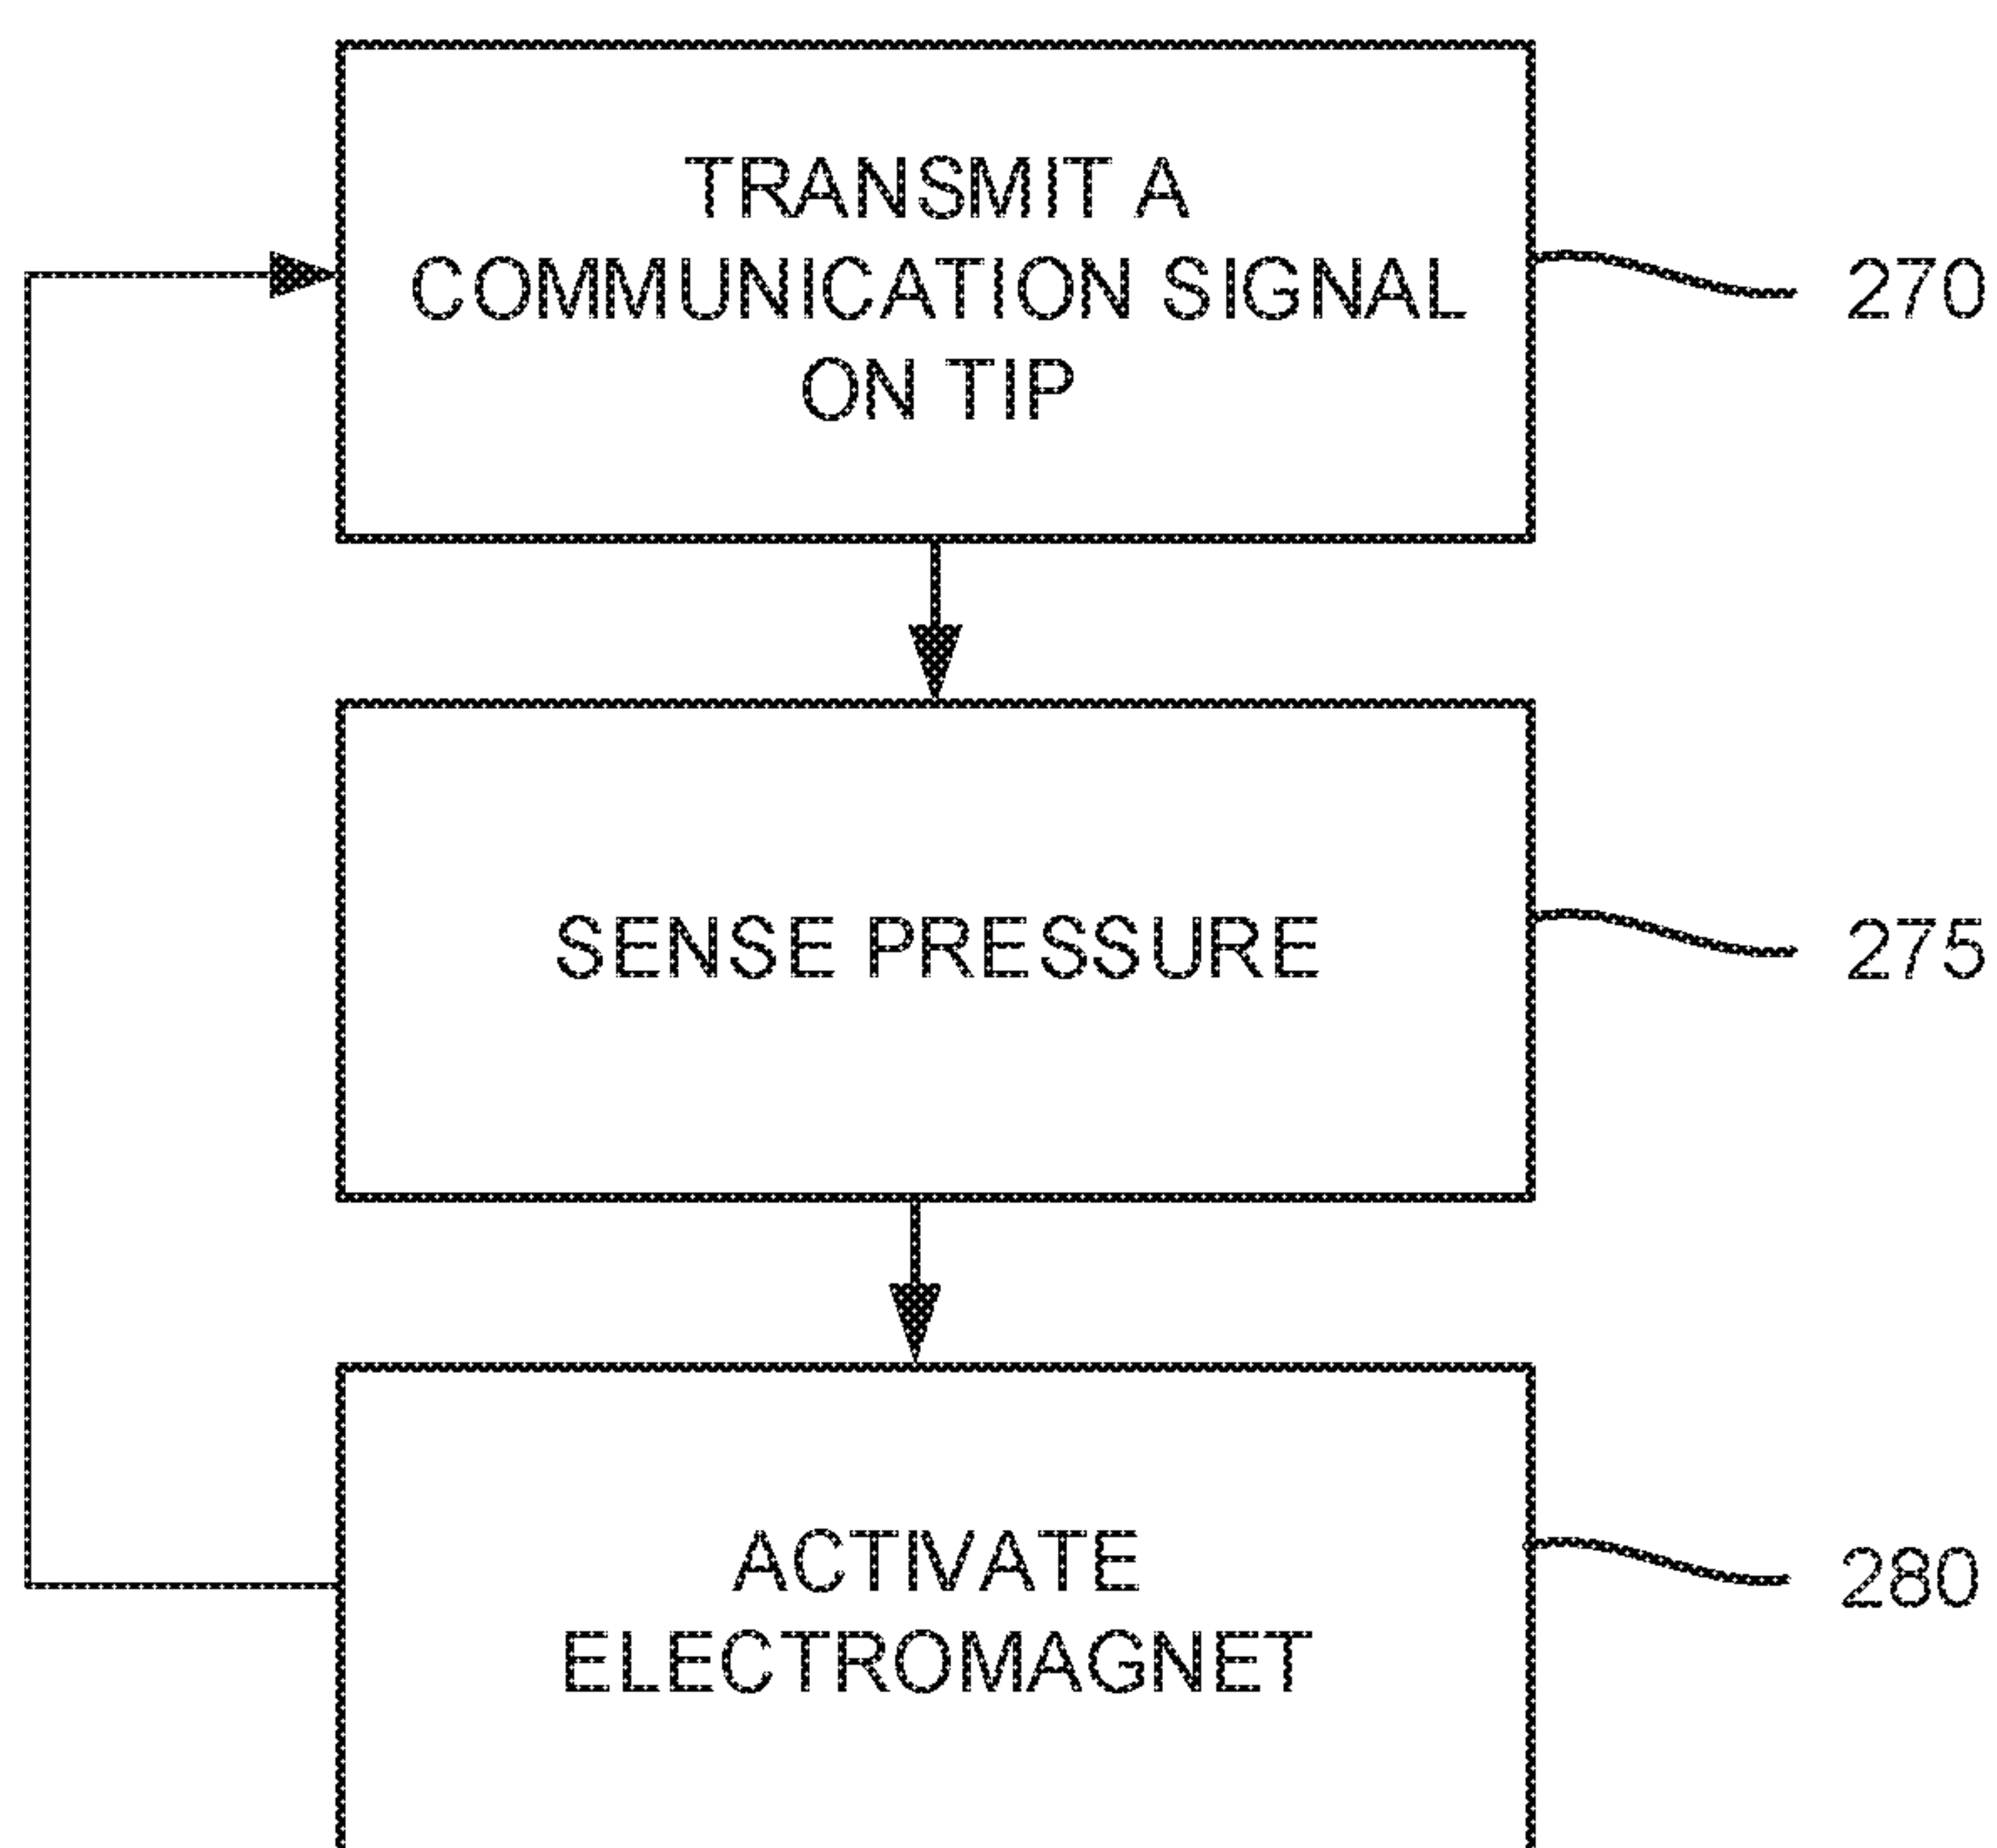 TRANSMIT A
COMMUNICATION SIGNAL
ON TIP
270
SENSE PRESSURE
275
ACTIVATE
ELECTROMAGNET
280